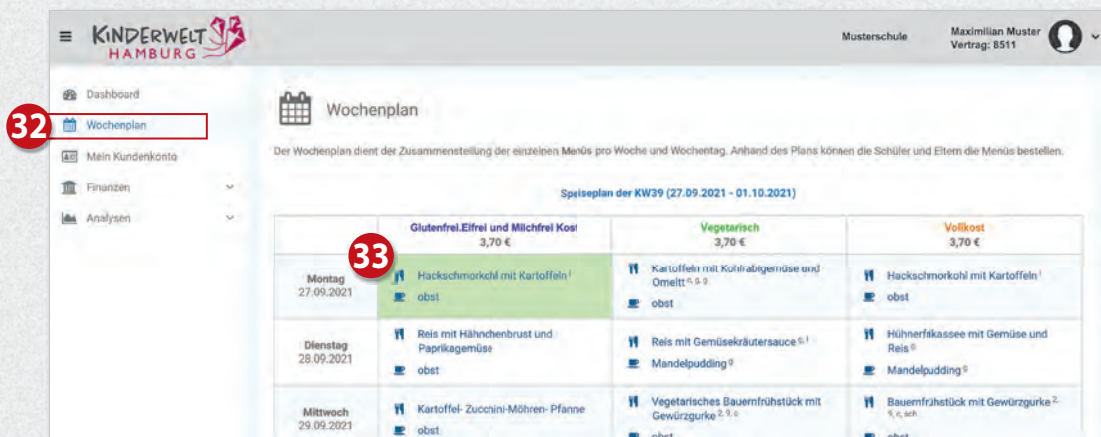 KiNDERWELT
HAMBURG
Musterschule
Maximilian Muster
Vertrag: 8511
Dashboard
32
Wochenplan
Mein Kundenkonto
Finanzen
Analysen
Wochenplan
Der Wochenplan dient der Zusammenstellung der einzelnen Menüs pro Woche und Wochentag. Anhand des Plans können die Schüler und Eltern die Menüs bestellen.
Speiseplan der KW39 (27.09.2021 - 01.10.2021)
Glutenfrei.Eifrei und Milchfrei Kost
3,70 €
Vegetarisch
3,70 €
Vollkost
3,70 €
33
Montag
27.09.2021
Hackschmorkohl mit Kartoffeln
obst
Kartoffeln mit Kohlrabigemüse und
obst
Hackschmorkohl mit Kartoffeln
obst
Dienstag
28.09.2021
Reis mit Hähnchenbrust und
Paprikagemüse
obst
Reis mit Gemüsekräutersauce
Mandelpudding
Hühnerfrikassee mit Gemüse und
Reis
Mandelpudding
Mittwoch
29.09.2021
Kartoffel- Zucchini-Möhren- Pfanne
obst
Vegetarisches Bauernfrühstück mit
Gewürzgurke
obst
Bauernfrühstück mit Gewürzgurke
obst